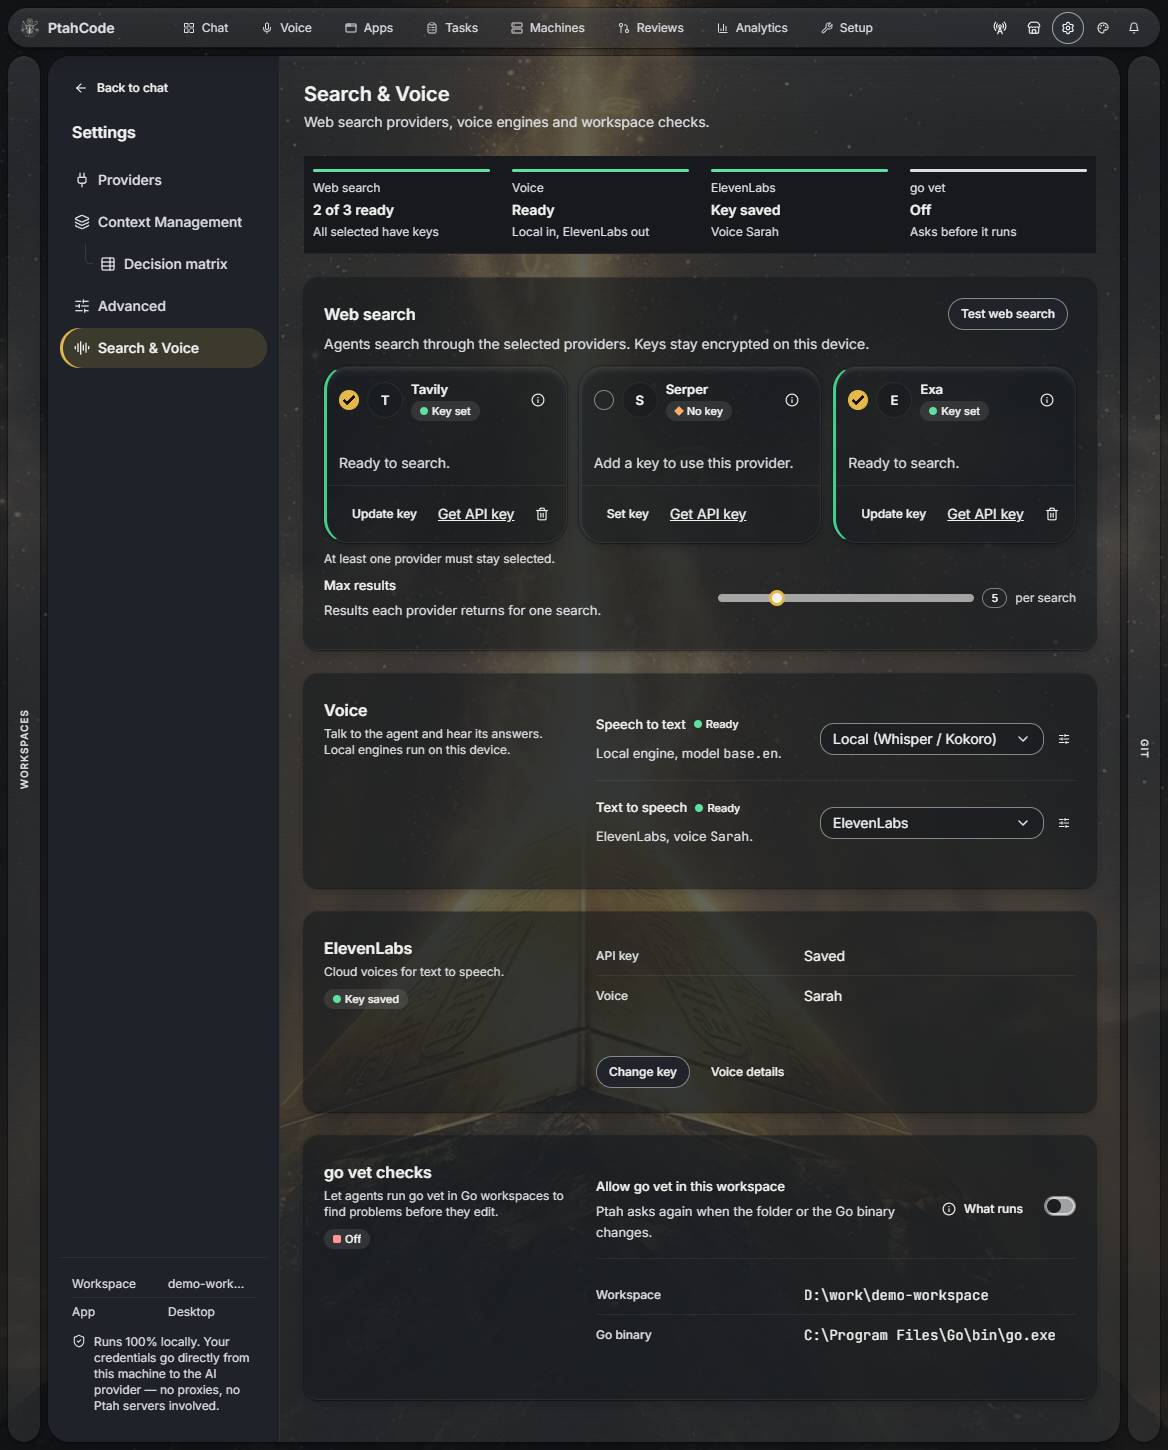 PtahCode
Chat
Voice
Apps
Tasks
Machines
Reviews
Analytics
Setup
WORKSPACES
Back to chat
Settings
Providers
Context Management
Decision matrix
Advanced
Search & Voice
Workspace demo-work...
App Desktop
Runs 100% locally. Your
credentials go directly from
this machine to the AI
provider — no proxies, no
Ptah servers involved.
Search & Voice
Web search providers, voice engines and workspace checks.
Web search
2 of 3 ready
All selected have keys
Voice
Ready
Local in, ElevenLabs out
ElevenLabs
Key saved
Voice Sarah
go vet
Off
Asks before it runs
Web search
Test web search
Agents search through the selected providers. Keys stay encrypted on this device.
T
Tavily
Key set
Ready to search.
Update key
Get API key
S
Serper
No key
Add a key to use this provider.
Set key
Get API key
E
Exa
Key set
Ready to search.
Update key
Get API key
At least one provider must stay selected.
Max results
Results each provider returns for one search.
5 per search
Voice
Talk to the agent and hear its answers.
Local engines run on this device.
Speech to text
Ready
Local engine, model base.en.
Local (Whisper / Kokoro)
Text to speech
Ready
ElevenLabs, voice Sarah.
ElevenLabs
ElevenLabs
Cloud voices for text to speech.
Key saved
API key Saved
Voice Sarah
Change key
Voice details
go vet checks
Let agents run go vet in Go workspaces to
find problems before they edit.
Off
Allow go vet in this workspace
Ptah asks again when the folder or the Go binary
changes.
What runs
Workspace D:\work\demo-workspace
Go binary C:\Program Files\Go\bin\go.exe
GIT